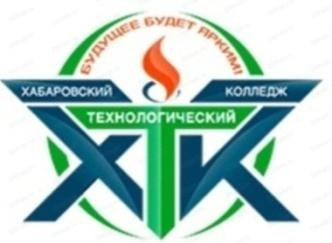 БУДУЩЕЕ БУДЕТ ЯРКИМ!
ХАБАРОВСКИЙ КОЛЛЕДЖ
ТЕХНОЛОГИЧЕСКИЙ
ХТК